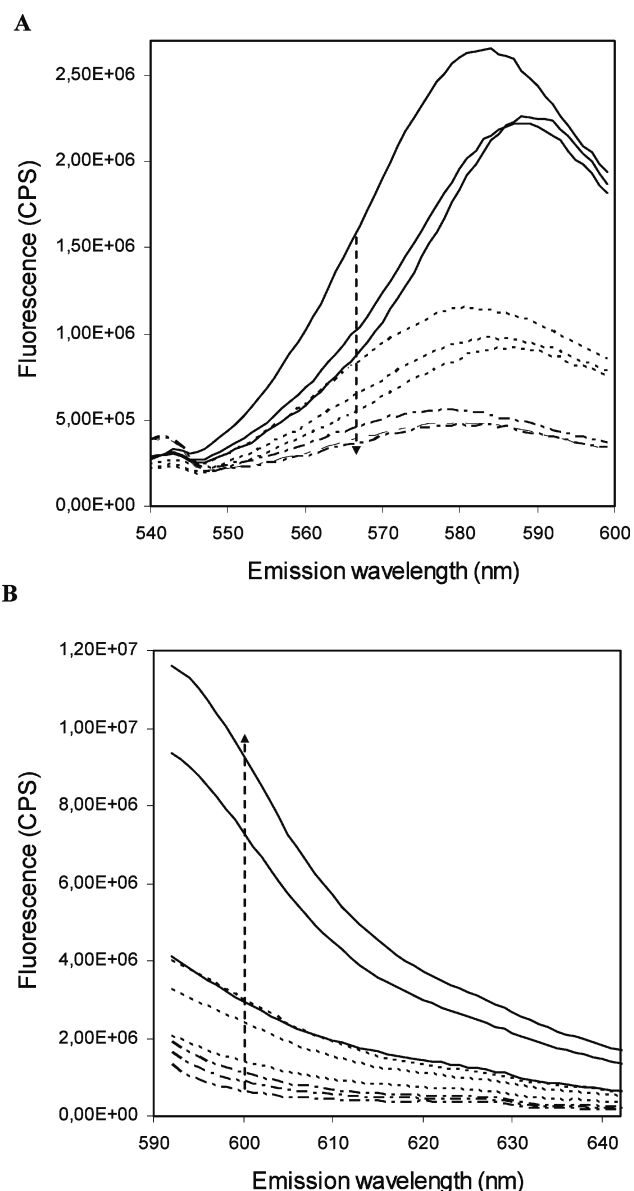 A
2,50E+06
2,00E+06
1,50E+06
1,00E+06
5,00E+05
0,00E+00
Fluorescence (CPS)
540 550 560 570 580 590 600
Emission wavelength (nm)
B
1,20E+07
1,00E+07
8,00E+06
6,00E+06
4,00E+06
2,00E+06
0,00E+00
Fluorescence (CPS)
590 600 610 620 630 640
Emission wavelength (nm)